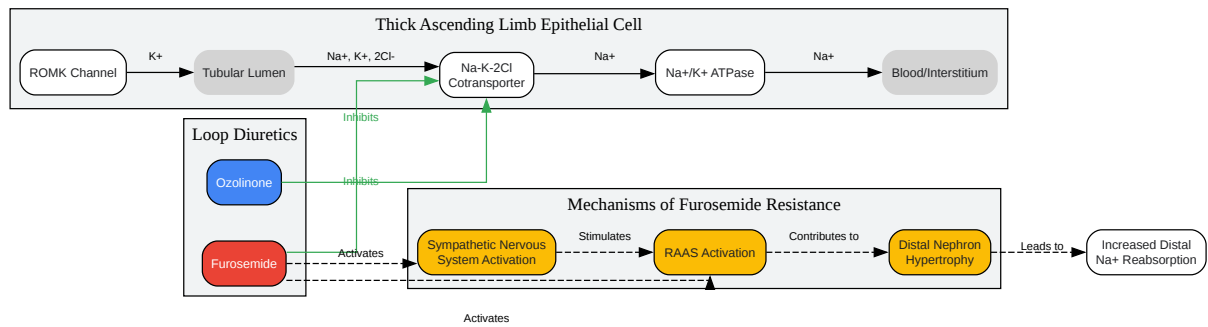 Thick Ascending Limb Epithelial Cell
ROMK Channel
K+
Tubular Lumen
Na+, K+, 2Cl-
Na-K-2Cl
Cotransporter
Na+
Na+/K+ ATPase
Na+
Blood/Interstitium
Inhibits
Loop Diuretics
Ozolinone
Inhibits
Furosemide
Activates
Mechanisms of Furosemide Resistance
Sympathetic Nervous
System Activation
Stimulates
RAAS Activation
Contributes to
Distal Nephron
Hypertrophy
Leads to
Increased Distal
Na+ Reabsorption
Activates